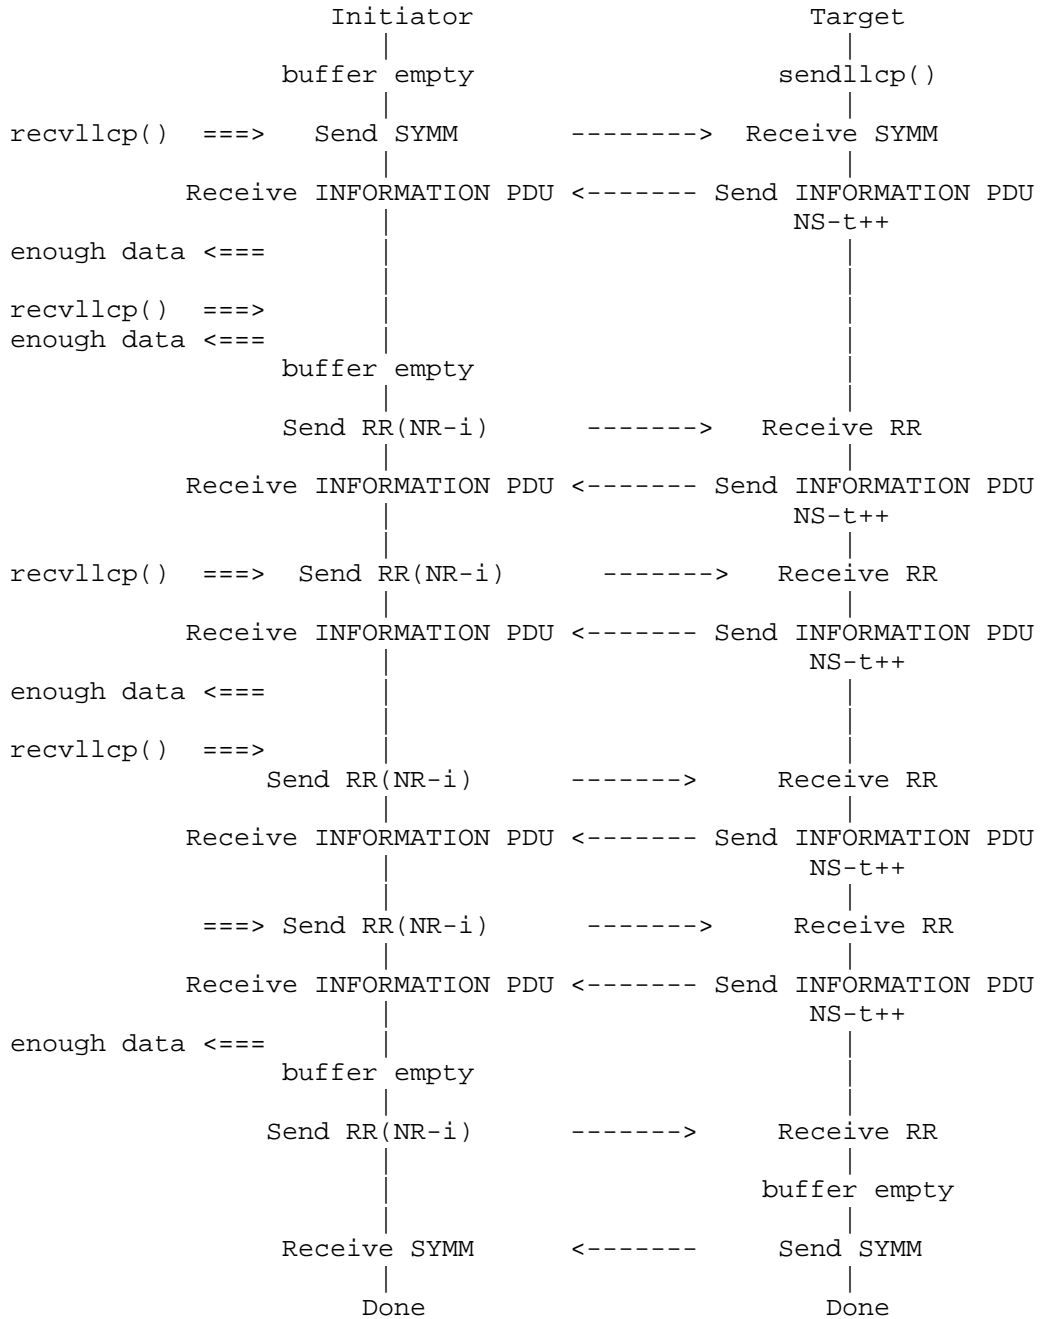 Initiator Target
| |
buffer empty sendllcp()
| |
recvllcp() ===> Send SYMM --------> Receive SYMM
| |
Receive INFORMATION PDU <------- Send INFORMATION PDU
| NS-t++
enough data <=== | |
| |
recvllcp() ===> | |
enough data <=== | |
buffer empty |
| |
Send RR(NR-i) -------> Receive RR
| |
Receive INFORMATION PDU <------- Send INFORMATION PDU
| NS-t++
| |
recvllcp() ===> Send RR(NR-i) -------> Receive RR
| |
Receive INFORMATION PDU <------- Send INFORMATION PDU
| NS-t++
enough data <=== | |
| |
recvllcp() ===> | |
Send RR(NR-i) -------> Receive RR
| |
Receive INFORMATION PDU <------- Send INFORMATION PDU
| NS-t++
| |
===> Send RR(NR-i) -------> Receive RR
| |
Receive INFORMATION PDU <------- Send INFORMATION PDU
| NS-t++
enough data <=== | |
buffer empty |
| |
Send RR(NR-i) -------> Receive RR
| |
| buffer empty
| |
Receive SYMM <------- Send SYMM
| |
Done Done